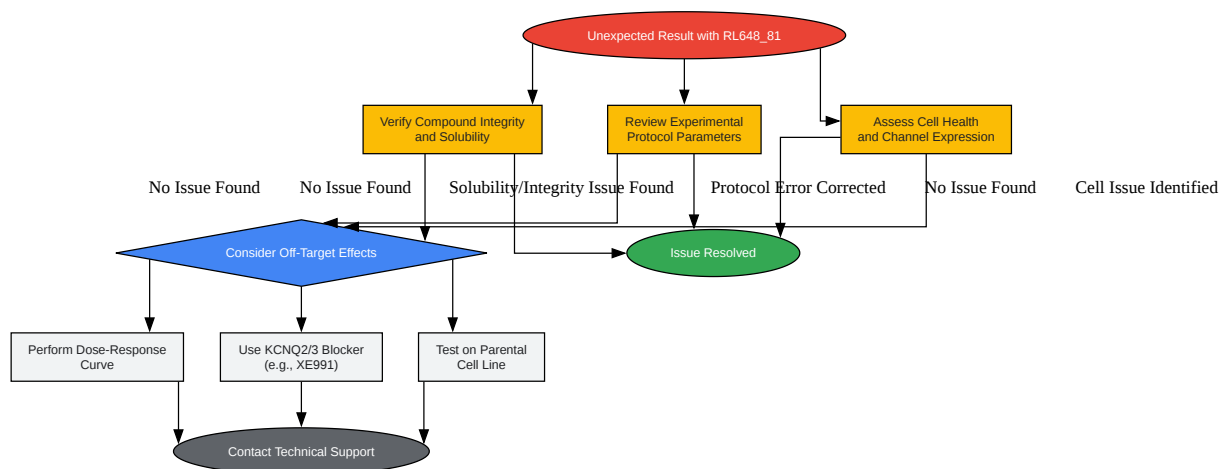 Unexpected Result with RL648_81
Verify Compound Integrity
and Solubility
Review Experimental
Protocol Parameters
Assess Cell Health
and Channel Expression
No Issue Found
No Issue Found
Solubility/Integrity Issue Found
Protocol Error Corrected
No Issue Found
Cell Issue Identified
Consider Off-Target Effects
Issue Resolved
Perform Dose-Response
Curve
Use KCNQ2/3 Blocker
(e.g., XE991)
Test on Parental
Cell Line
Contact Technical Support